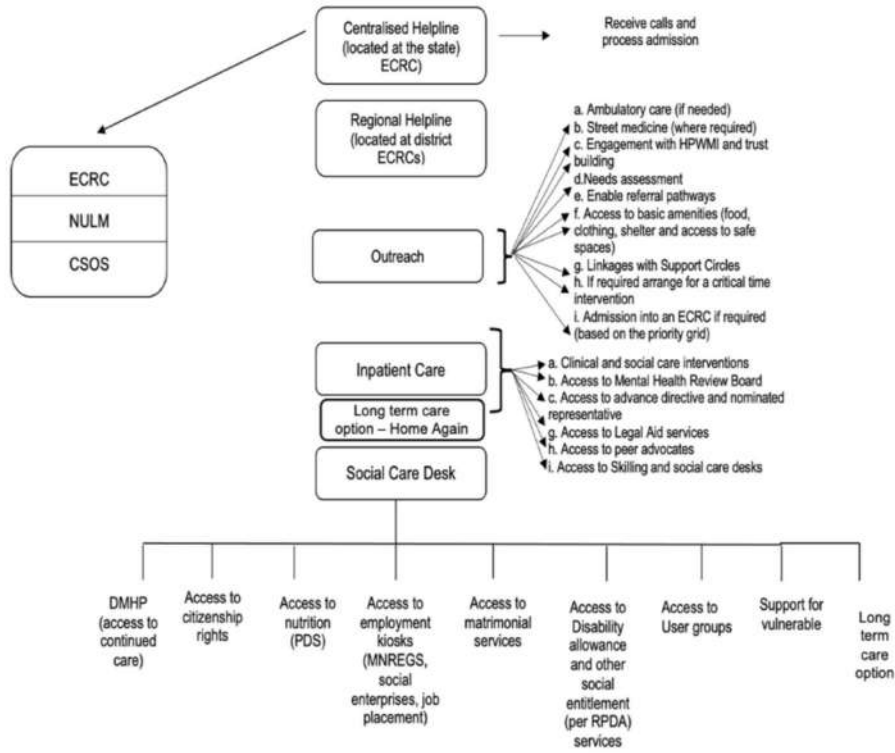 Centralised Helpline
(located at the state)
ECRC)
Receive calls and
process admission
Regional Helpline
(located at district
ECRCs)
ECRC
NULM
CSOS
Outreach
a. Ambulatory care (if needed)
b. Street medicine (where required)
c. Engagement with HPWMI and trust
building
d.Needs assessment
e. Enable referral pathways
f. Access to basic amenities (food,
clothing, shelter and access to safe
spaces)
g. Linkages with Support Circles
h. If required arrange for a critical time
intervention
i. Admission into an ECRC if required
(based on the priority grid)
Inpatient Care
Long term care
option – Home Again
a. Clinical and social care interventions
b. Access to Mental Health Review Board
c. Access to advance directive and nominated
representative
g. Access to Legal Aid services
h. Access to peer advocates
i. Access to Skilling and social care desks
Social Care Desk
DMHP
(access to
continued
care)
Access to
citizenship
rights
Access to
nutrition
(PDS)
Access to
employment
kiosks
(MNREGS,
social
enterprises, job
placement)
Access to
matrimonial
services
Access to
Disability
allowance
and other
social
entitlement
(per RPDA)
services
Access to
User groups
Support for
vulnerable
Long
term
care
option